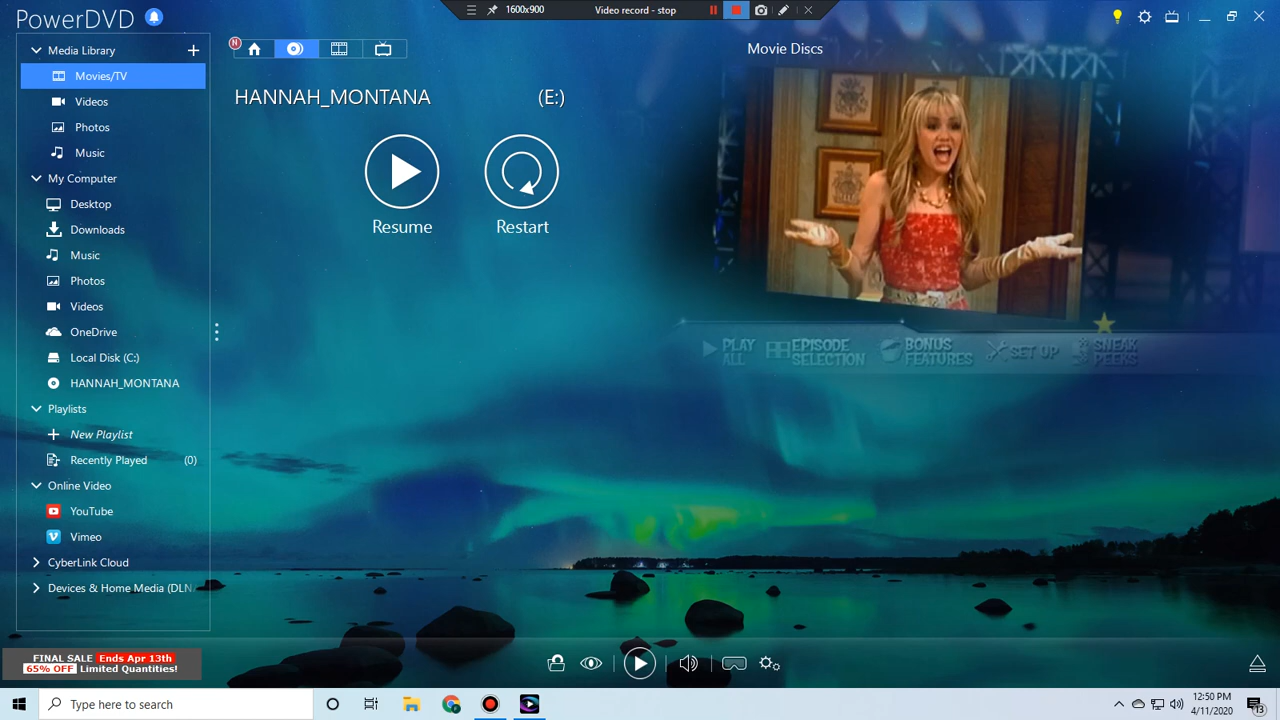 PowerDVD
1600x900
Video record - stop
Media Library
Movies/TV
Videos
Photos
Music
My Computer
Desktop
Downloads
Music
Photos
Videos
OneDrive
Local Disk (C:)
HANNAH_MONTANA
Playlists
New Playlist
Recently Played (0)
Online Video
YouTube
Vimeo
CyberLink Cloud
Devices & Home Media (DLN
FINAL SALE Ends Apr 13th
65% OFF Limited Quantities!
N
HANNAH_MONTANA (E:)
Resume
Restart
Movie Discs
PLAY ALL
EPISODE SELECTION
BONUS FEATURES
SET UP
SNEAK PEEKS
Type here to search
12:50 PM
4/11/2020
13